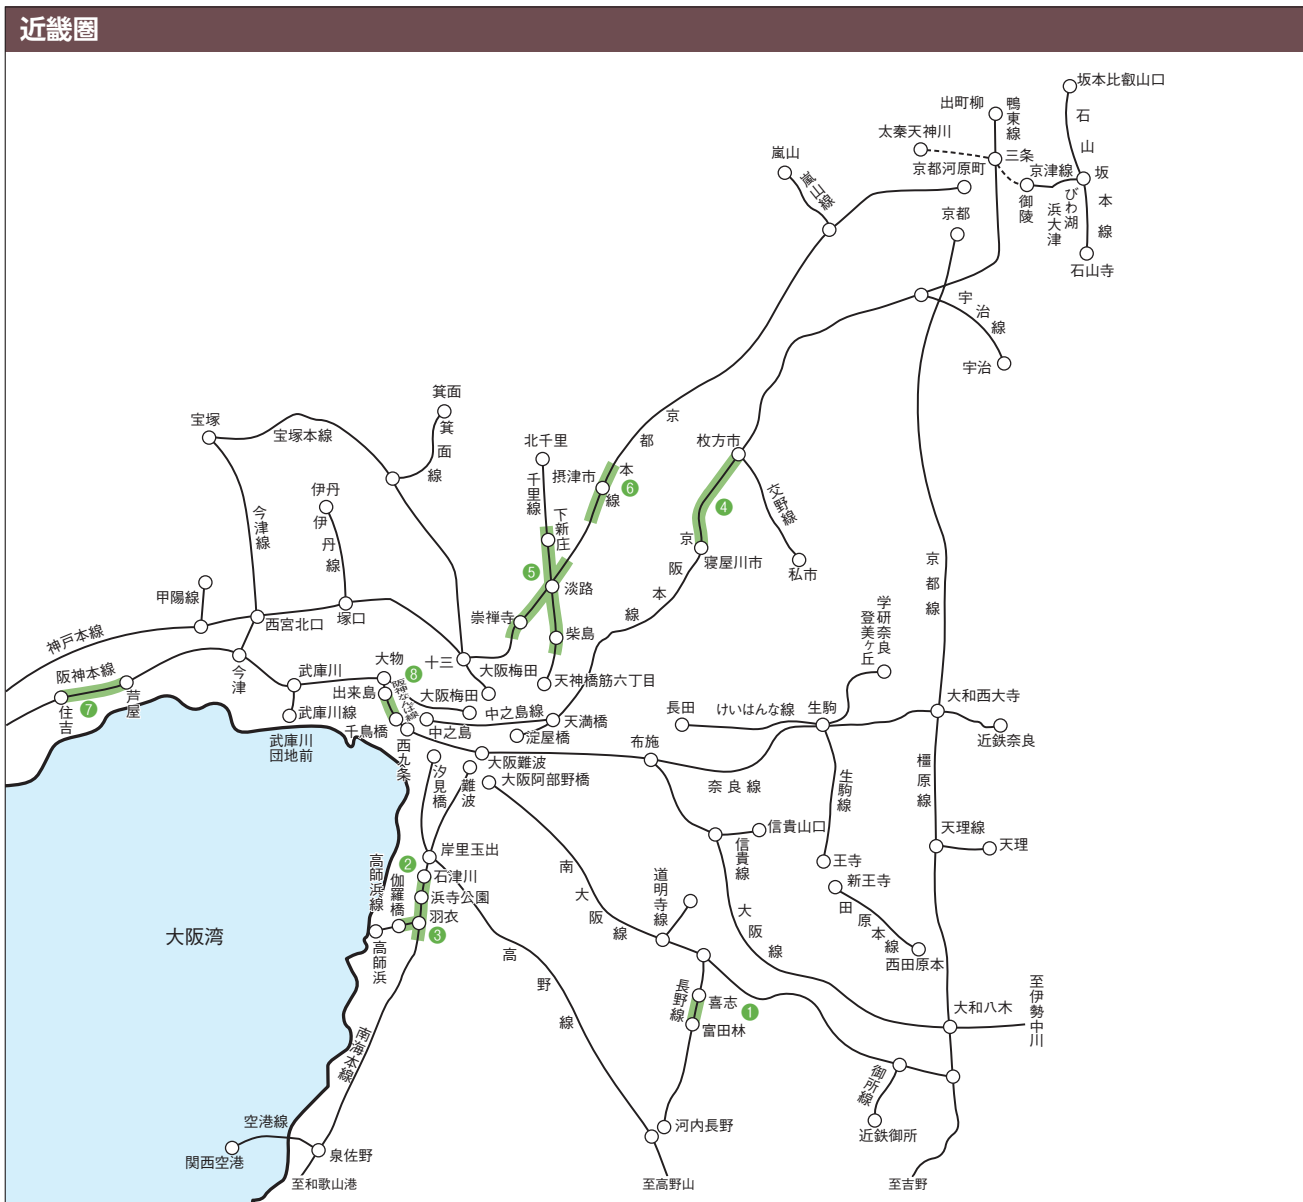 近畿圏
坂本比叡山口
出町柳
鴨東線
石山坂本線
太秦天神川
三条
嵐山
京都河原町
京津線
嵐山線
御陵
びわ湖浜大津
京都
石山寺
宇治線
宇治
箕面
宝塚
宝塚本線
箕面線
京都本線
枚方市
北千里
摂津市
千里線
6
伊丹
伊丹線
今津線
下新庄
4
交野線
京阪本線
寝屋川市
私市
京都線
5
淡路
甲陽線
崇禅寺
学研奈良
登美ヶ丘
西宮北口
塚口
神戸本線
柴島
大物
8
十三
阪神本線
武庫川
大阪梅田
天神橋筋六丁目
今津
出来島
阪神なんば線
大阪梅田
大和西大寺
芦屋
7
住吉
武庫川線
中之島線
長田
けいはんな線
生駒
千鳥橋
中之島
天満橋
淀屋橋
近鉄奈良
武庫川
団地前
西九条
布施
大阪難波
汐見橋
難波
大阪阿部野橋
奈良線
生駒線
橿原線
信貴山口
天理線
信貴線
天理
岸里玉出
2
高師浜線
伽羅橋
石津川
南大阪線
道明寺線
王寺
新王寺
浜寺公園
大阪線
田原本線
羽衣
大阪湾
3
高師浜
高野線
西田原本
長野線
喜志
1
大和八木
至伊勢中川
富田林
南海本線
御所線
空港線
河内長野
近鉄御所
関西空港
泉佐野
至和歌山港
至高野山
至吉野